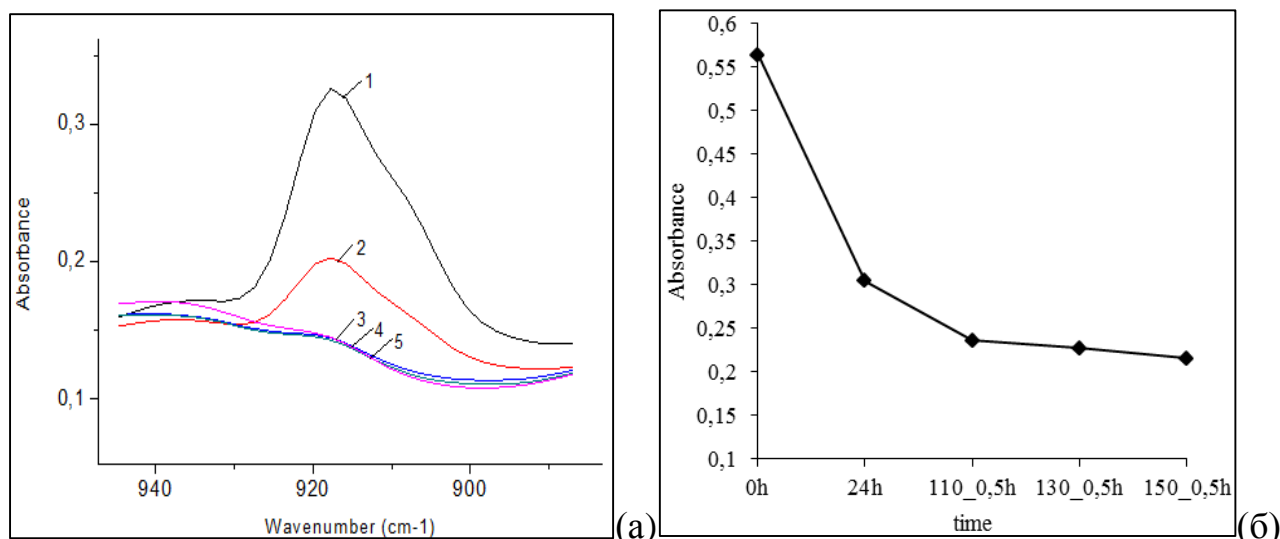 1
0,3
2
0,2
3
4
5
0,1
940
920
900
Absorbance
Wavenumber (cm-1)
(а)
0,6
0,55
0,5
0,45
0,4
0,35
0,3
0,25
0,2
0,15
0,1
Absorbance
0h
24h
110_0,5h
130_0,5h
150_0,5h
time
(б)